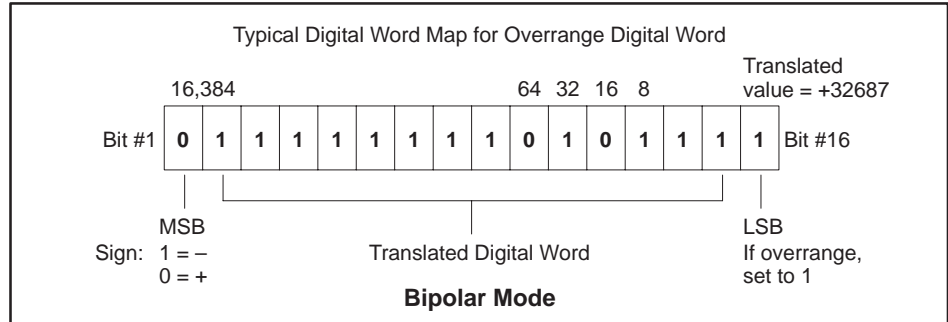 Typical Digital Word Map for Overrange Digital Word
Translated
value = +32687
16,384 64 32 16 8
Bit #1 0 1 1 1 1 1 1 1 1 0 1 0 1 1 1 1 Bit #16
MSB
Sign: 1 = –
0 = +
Translated Digital Word
LSB
If overrange,
set to 1
Bipolar Mode